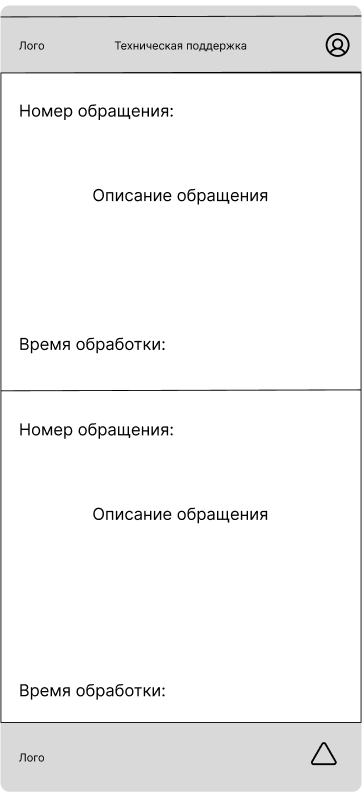 Лого
Техническая поддержка
Номер обращения:
Описание обращения
Время обработки:
Номер обращения:
Описание обращения
Время обработки:
Лого